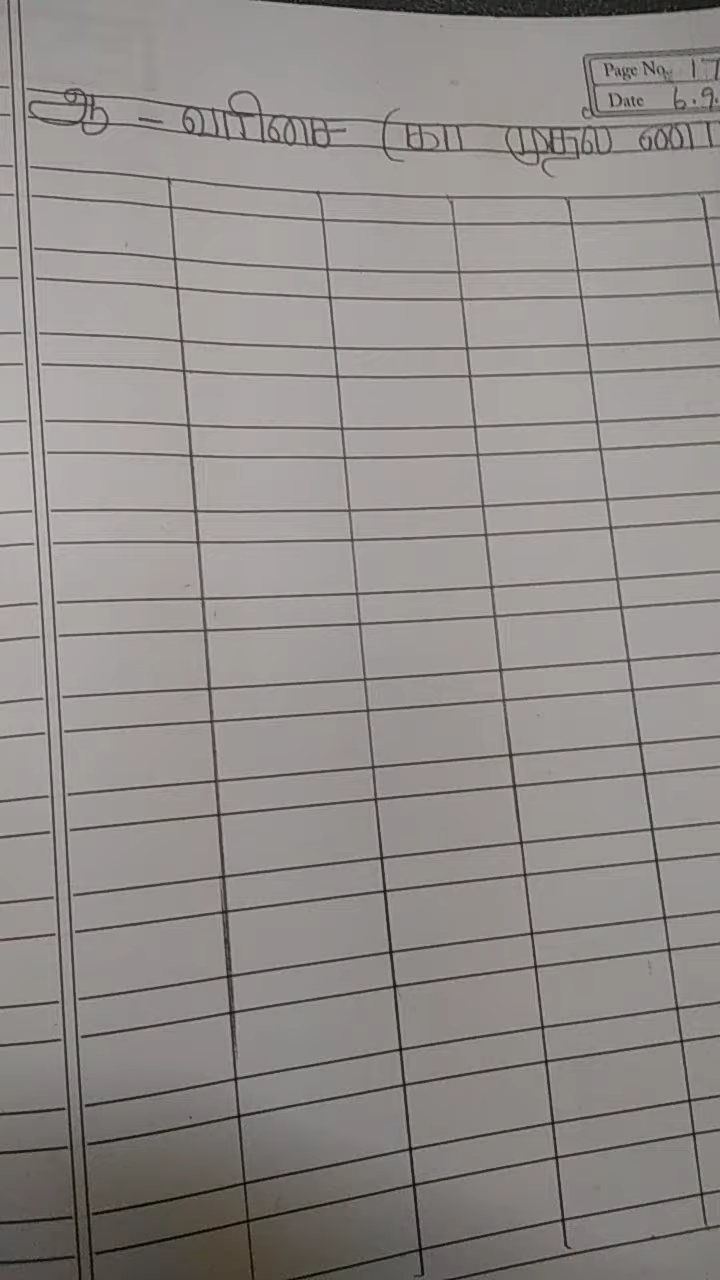 Page No. 17
Date 6.9.
ஆ - வரிசை (கா முதல்